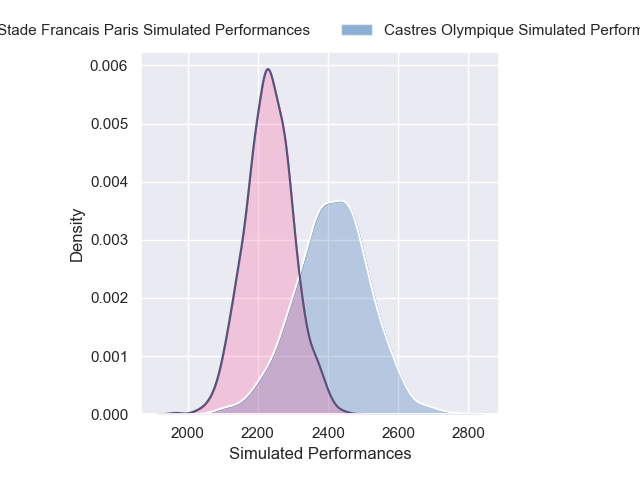 Stade Francais Paris Simulated Performances Castres Olympique Simulated
0.006
0.005
0.004
0.003
0.002
0.001
0.000
Density
2000 2200 2400 2600 2800
Simulated Performances